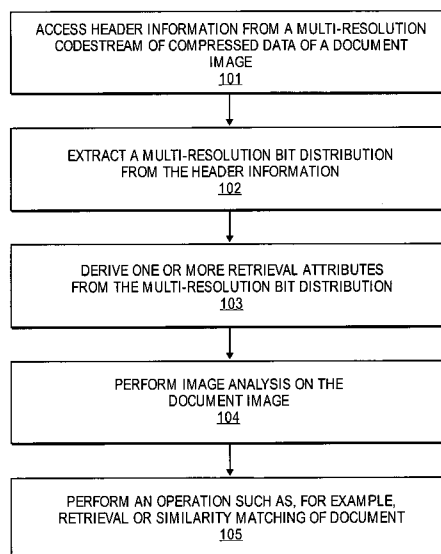 ACCESS HEADER INFORMATION FROM A MULTI-RESOLUTION
CODESTREAM OF COMPRESSED DATA OF A DOCUMENT
IMAGE
101
EXTRACT A MULTI-RESOLUTION BIT DISTRIBUTION
FROM THE HEADER INFORMATION
102
DERIVE ONE OR MORE RETRIEVAL ATTRIBUTES
FROM THE MULTI-RESOLUTION BIT DISTRIBUTION
103
PERFORM IMAGE ANALYSIS ON THE
DOCUMENT IMAGE
104
PERFORM AN OPERATION SUCH AS, FOR EXAMPLE,
RETRIEVAL OR SIMILARITY MATCHING OF DOCUMENT
105